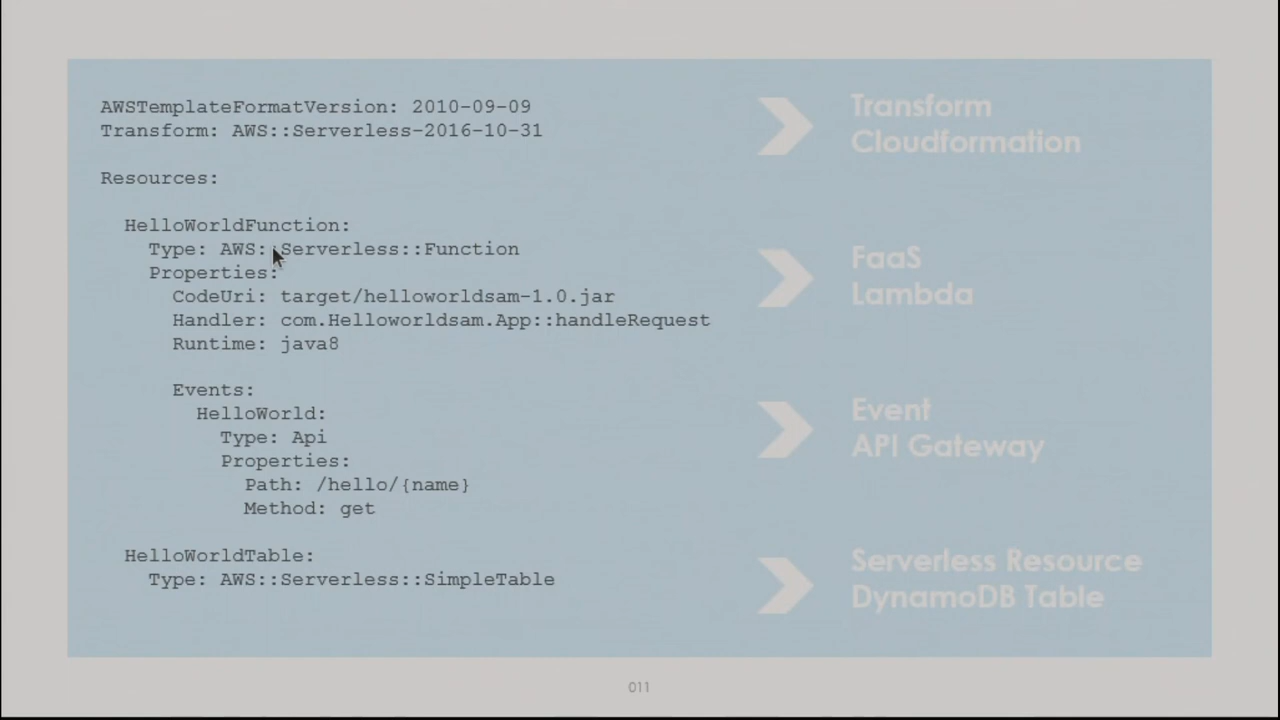 AWSTemplateFormatVersion: 2010-09-09
Transform: AWS::Serverless-2016-10-31
Resources:
HelloWorldFunction:
Type: AWS::Serverless::Function
Properties:
CodeUri: target/helloworldsam-1.0.jar
Handler: com.Helloworldsam.App::handleRequest
Runtime: java8
Events:
HelloWorld:
Type: Api
Properties:
Path: /hello/{name}
Method: get
HelloWorldTable:
Type: AWS::Serverless::SimpleTable
Transform
Cloudformation
FaaS
Lambda
Event
API Gateway
Serverless Resource
DynamoDB Table
011